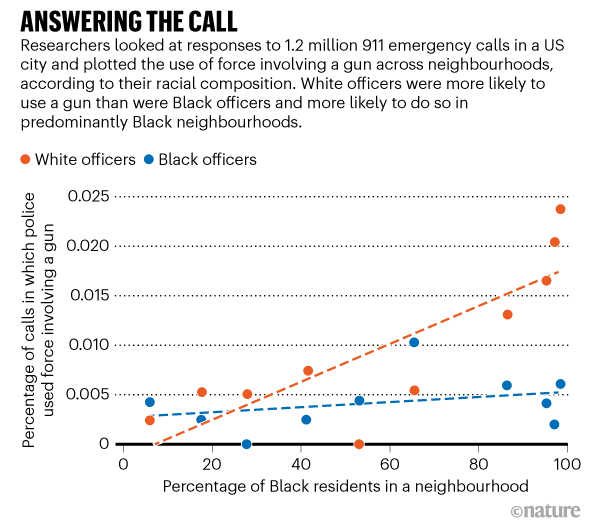 ANSWERING THE CALL
Researchers looked at responses to 1.2 million 911 emergency calls in a US
city and plotted the use of force involving a gun across neighbourhoods,
according to their racial composition. White officers were more likely to
use a gun than were Black officers and more likely to do so in
predominantly Black neighbourhoods.
White officers
Black officers
Percentage of calls in which police
used force involving a gun
0.025
0.020
0.015
0.010
0.005
0
0
20
40
60
80
100
Percentage of Black residents in a neighbourhood
©nature